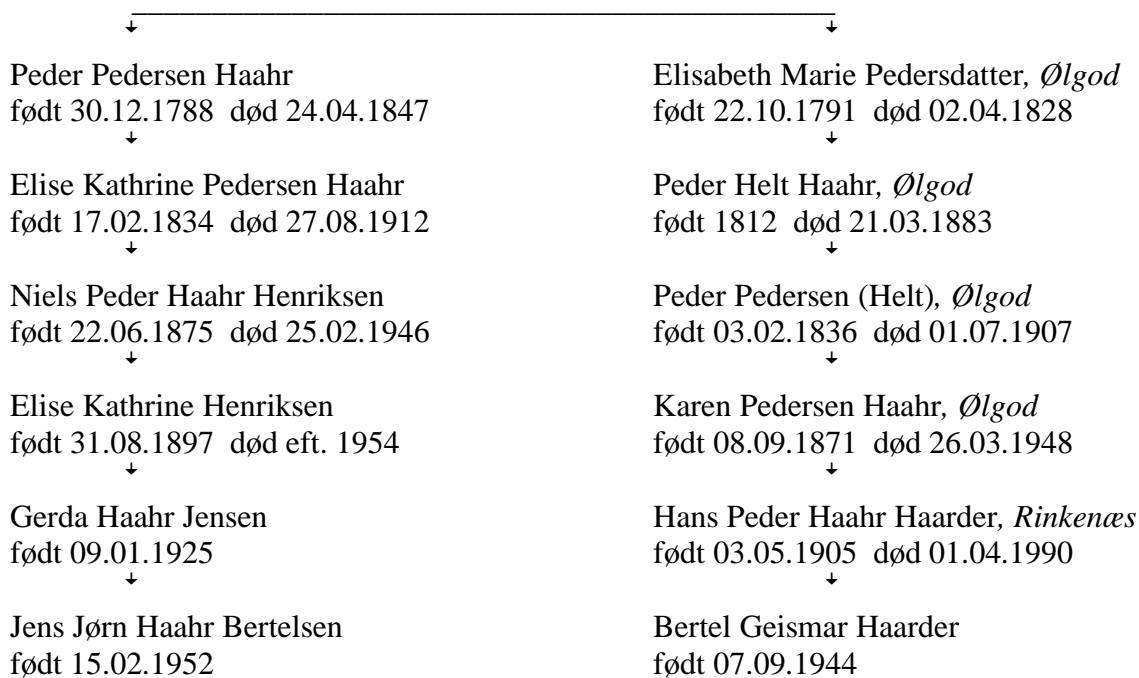 Peder Pedersen Haahr
født 30.12.1788 død 24.04.1847
Elise Kathrine Pedersen Haahr
født 17.02.1834 død 27.08.1912
Niels Peder Haahr Henriksen
født 22.06.1875 død 25.02.1946
Elise Kathrine Henriksen
født 31.08.1897 død eft. 1954
Gerda Haahr Jensen
født 09.01.1925
Jens Jørn Haahr Bertelsen
født 15.02.1952
Elisabeth Marie Pedersdatter, Ølgod
født 22.10.1791 død 02.04.1828
Peder Helt Haahr, Ølgod
født 1812 død 21.03.1883
Peder Pedersen (Helt), Ølgod
født 03.02.1836 død 01.07.1907
Karen Pedersen Haahr, Ølgod
født 08.09.1871 død 26.03.1948
Hans Peder Haahr Haarder, Rinkenæs
født 03.05.1905 død 01.04.1990
Bertel Geismar Haarder
født 07.09.1944